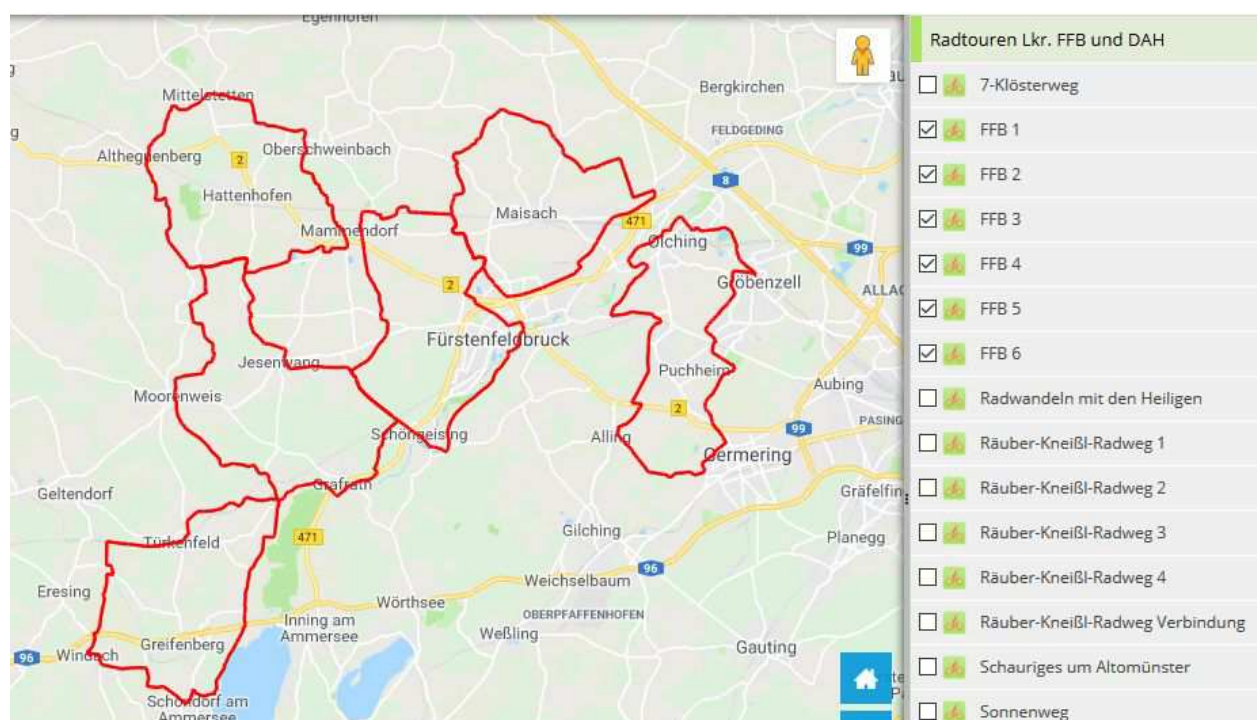 Egenhofen
Mittelstetten
Bergkirchen
FELDGEDING
Althegnenberg
2
Oberschweinbach
Hattenhofen
8
Maisach
471
Mammendorf
Olching
99
2
Gröbenzell
Fürstenfeldbruck
Jesenwang
Puchheim
Aubing
Moorenweis
2
99
PASING
Schöngeising
Alling
Germering
Geltendorf
Grafrath
Gräfelfin
Türkenfeld
471
Gilching
Planegg
96
Weichselbaum
Eresing
Wörthsee
OBERPFAFFENHOFEN
Inning am
Ammersee
Weßling
Greifenberg
Gauting
96
Windach
Schondorf am
Ammersee
Radtouren Lkr. FFB und DAH
7-Klösterweg
FFB 1
FFB 2
FFB 3
FFB 4
FFB 5
FFB 6
Radwandeln mit den Heiligen
Räuber-Kneißl-Radweg 1
Räuber-Kneißl-Radweg 2
Räuber-Kneißl-Radweg 3
Räuber-Kneißl-Radweg 4
Räuber-Kneißl-Radweg Verbindung
Schauriges um Altomünster
Sonnenweg